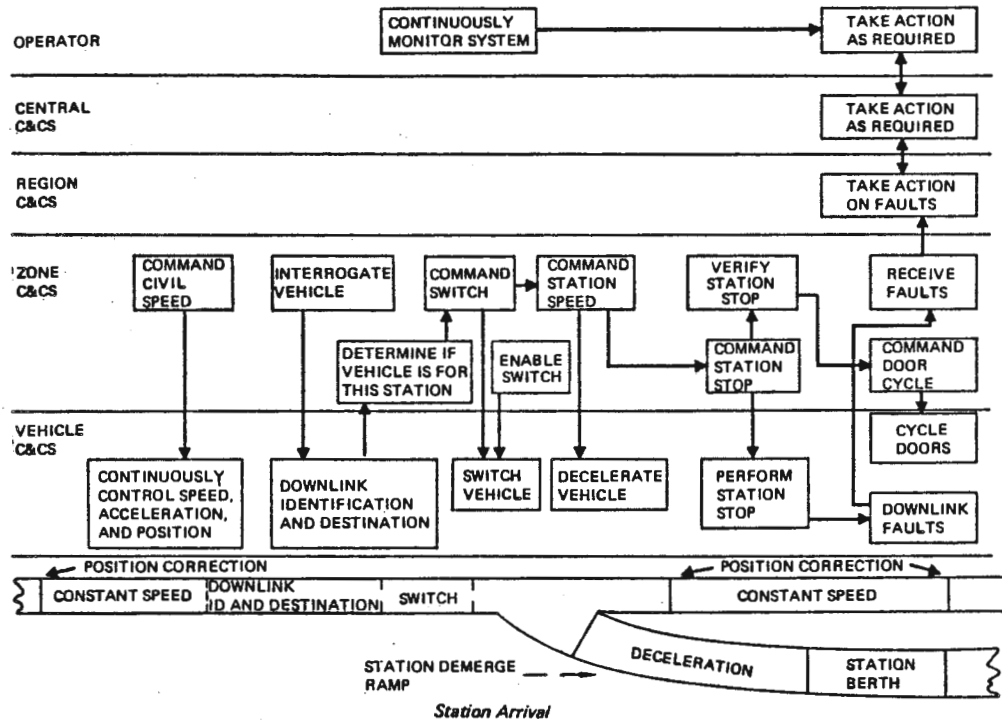 OPERATOR
CONTINUOUSLY
MONITOR SYSTEM
TAKE ACTION
AS REQUIRED
CENTRAL
C&CS
TAKE ACTION
AS REQUIRED
REGION
C&CS
TAKE ACTION
ON FAULTS
ZONE
C&CS
COMMAND
CIVIL
SPEED
INTERROGATE
VEHICLE
COMMAND
SWITCH
COMMAND
STATION
SPEED
VERIFY
STATION
STOP
RECEIVE
FAULTS
DETERMINE IF
VEHICLE IS FOR
THIS STATION
ENABLE
SWITCH
COMMAND
STATION
STOP
COMMAND
DOOR
CYCLE
VEHICLE
C&CS
CYCLE
DOORS
CONTINUOUSLY
CONTROL SPEED,
ACCELERATION,
AND POSITION
DOWNLINK
IDENTIFICATION
AND DESTINATION
SWITCH
VEHICLE
DECELERATE
VEHICLE
PERFORM
STATION
STOP
DOWNLINK
FAULTS
POSITION CORRECTION
POSITION CORRECTION
CONSTANT SPEED
DOWNLINK
ID AND DESTINATION
SWITCH
CONSTANT SPEED
DECELERATION
STATION
BERTH
STATION DEMERGE
RAMP
Station Arrival